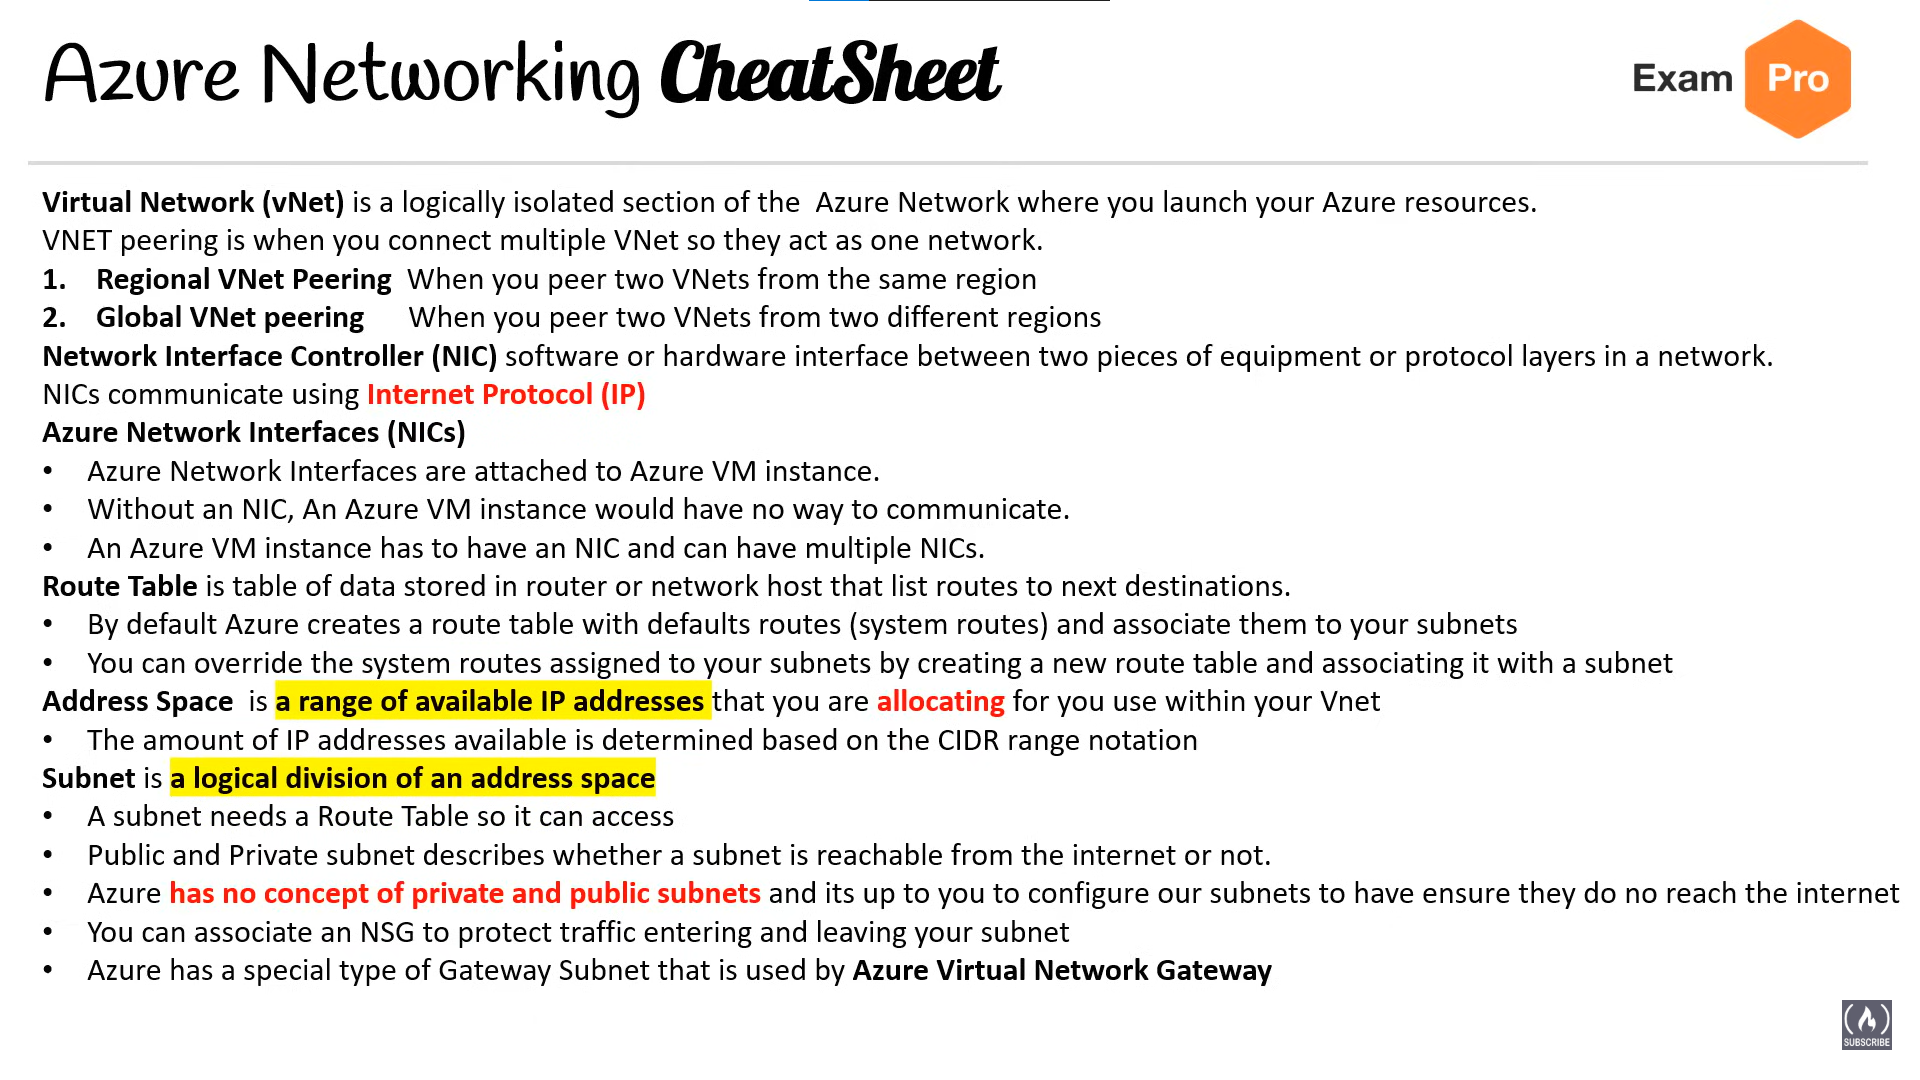 Azure Networking CheatSheet
Exam Pro
Virtual Network (vNet) is a logically isolated section of the  Azure Network where you launch your Azure resources.
VNET peering is when you connect multiple VNet so they act as one network.
1. Regional VNet Peering  When you peer two VNets from the same region
2. Global VNet peering  When you peer two VNets from two different regions
Network Interface Controller (NIC) software or hardware interface between two pieces of equipment or protocol layers in a network.
NICs communicate using Internet Protocol (IP)
Azure Network Interfaces (NICs)
• Azure Network Interfaces are attached to Azure VM instance.
• Without an NIC, An Azure VM instance would have no way to communicate.
• An Azure VM instance has to have an NIC and can have multiple NICs.
Route Table is table of data stored in router or network host that list routes to next destinations.
• By default Azure creates a route table with defaults routes (system routes) and associate them to your subnets
• You can override the system routes assigned to your subnets by creating a new route table and associating it with a subnet
Address Space  is a range of available IP addresses that you are allocating for you use within your Vnet
• The amount of IP addresses available is determined based on the CIDR range notation
Subnet is a logical division of an address space
• A subnet needs a Route Table so it can access
• Public and Private subnet describes whether a subnet is reachable from the internet or not.
• Azure has no concept of private and public subnets and its up to you to configure our subnets to have ensure they do no reach the internet
• You can associate an NSG to protect traffic entering and leaving your subnet
• Azure has a special type of Gateway Subnet that is used by Azure Virtual Network Gateway
SUBSCRIBE